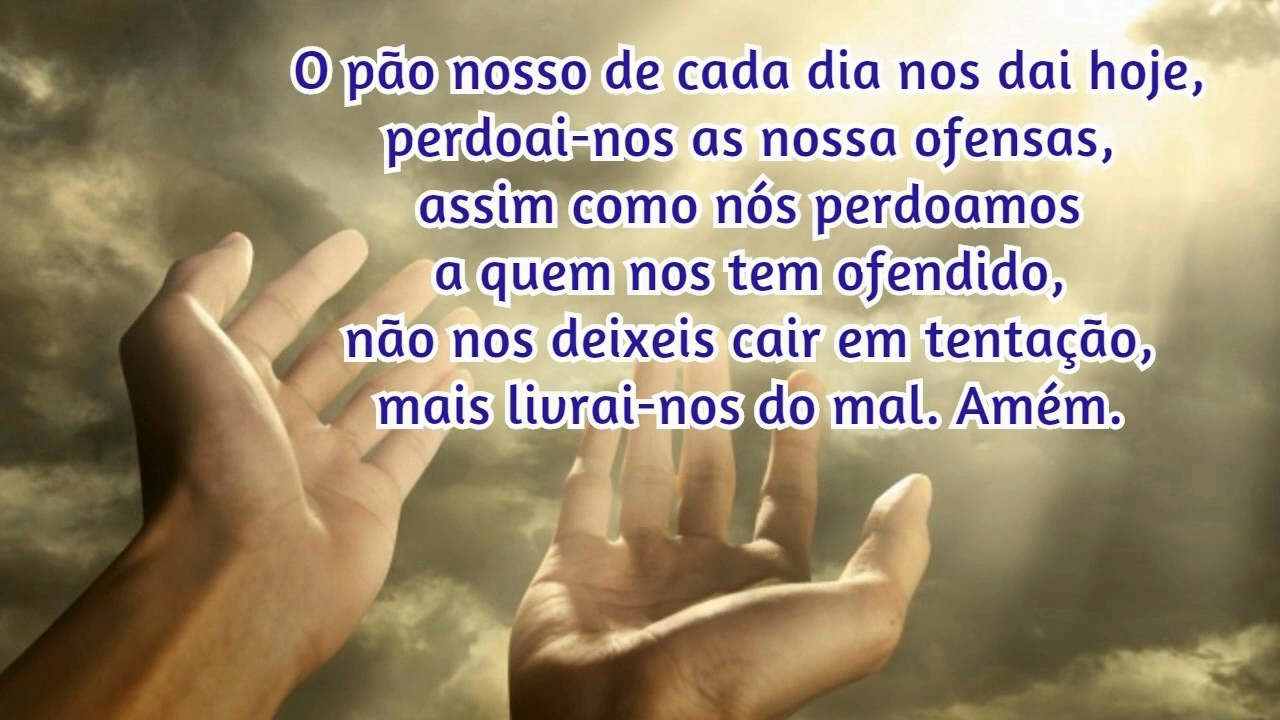 O pão nosso de cada dia nos dai hoje,
perdoai-nos as nossa ofensas,
assim como nós perdoamos
a quem nos tem ofendido,
não nos deixeis cair em tentação,
mais livrai-nos do mal. Amém.